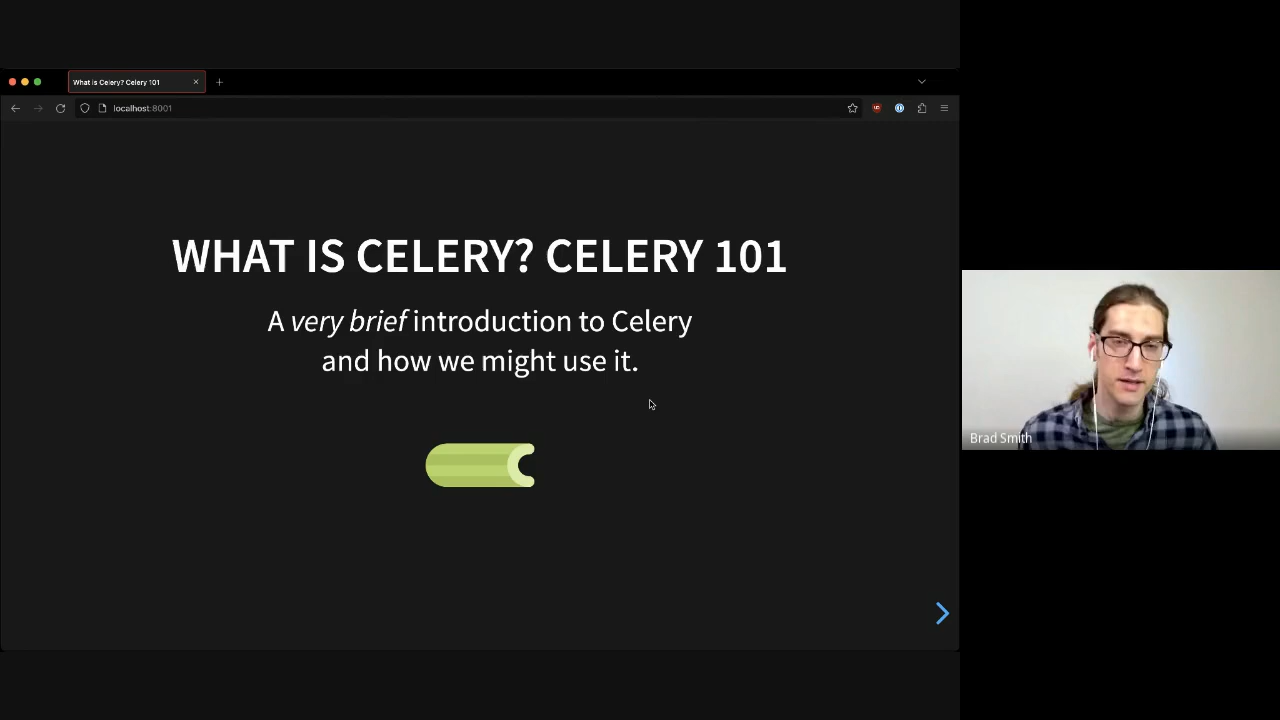 What is Celery? Celery 101
localhost:8001
WHAT IS CELERY? CELERY 101
A very brief introduction to Celery
and how we might use it.
Brad Smith